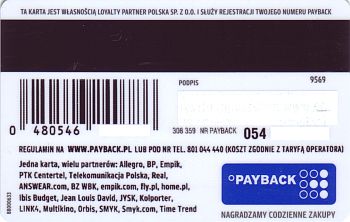 TA KARTA JEST WŁASNOŚCIĄ LOYALTY PARTNER POLSKA SP. Z O.O. I SŁUŻY REJESTRACJI TWOJEGO NUMERU PAYBACK
PODPIS 9569
0 480546
308 359 NR PAYBACK 054
REGULAMIN NA WWW.PAYBACK.PL LUB POD NR TEL. 801 044 440 (KOSZT ZGODNIE Z TARYFĄ OPERATORA)
Jedna karta, wielu partnerów: Allegro, BP, Empik,
PTK Centertel, Telekomunikacja Polska, Real,
ANSWEAR.com, BZ WBK, empik.com, fly.pl, home.pl,
Ibis Budget, Jean Louis David, JYSK, Kolporter,
LINK4, Multikino, Orbis, SMYK, Smyk.com, Time Trend
PAYBACK
NAGRADZAMY CODZIENNE ZAKUPY